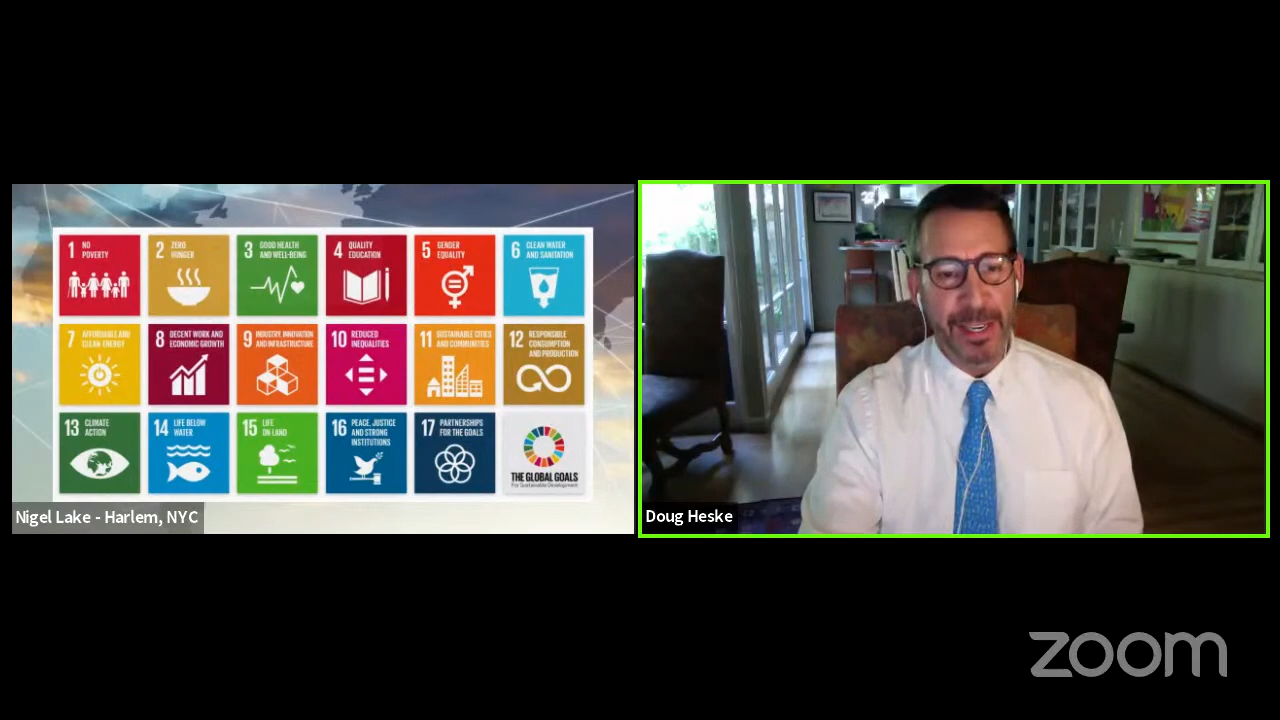 1 NO
POVERTY
2 ZERO
HUNGER
3 GOOD HEALTH
AND WELL-BEING
4 QUALITY
EDUCATION
5 GENDER
EQUALITY
6 CLEAN WATER
AND SANITATION
7 AFFORDABLE AND
CLEAN ENERGY
8 DECENT WORK AND
ECONOMIC GROWTH
9 INDUSTRY, INNOVATION
AND INFRASTRUCTURE
10 REDUCED
INEQUALITIES
11 SUSTAINABLE CITIES
AND COMMUNITIES
12 RESPONSIBLE
CONSUMPTION
AND PRODUCTION
13 CLIMATE
ACTION
14 LIFE BELOW
WATER
15 LIFE
ON LAND
16 PEACE, JUSTICE
AND STRONG
INSTITUTIONS
17 PARTNERSHIPS
FOR THE GOALS
THE GLOBAL GOALS
For Sustainable Development
Nigel Lake - Harlem, NYC
Doug Heske
zoom